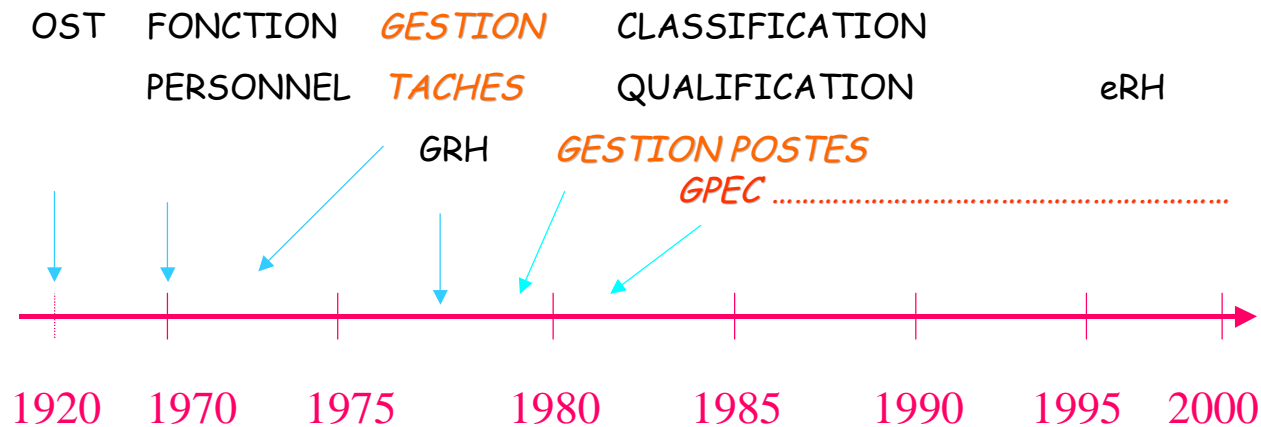 OST FONCTION GESTION CLASSIFICATION
PERSONNEL TACHES QUALIFICATION eRH
GRH GESTION POSTES
GPEC ……………………………………………………
1920 1970 1975 1980 1985 1990 1995 2000